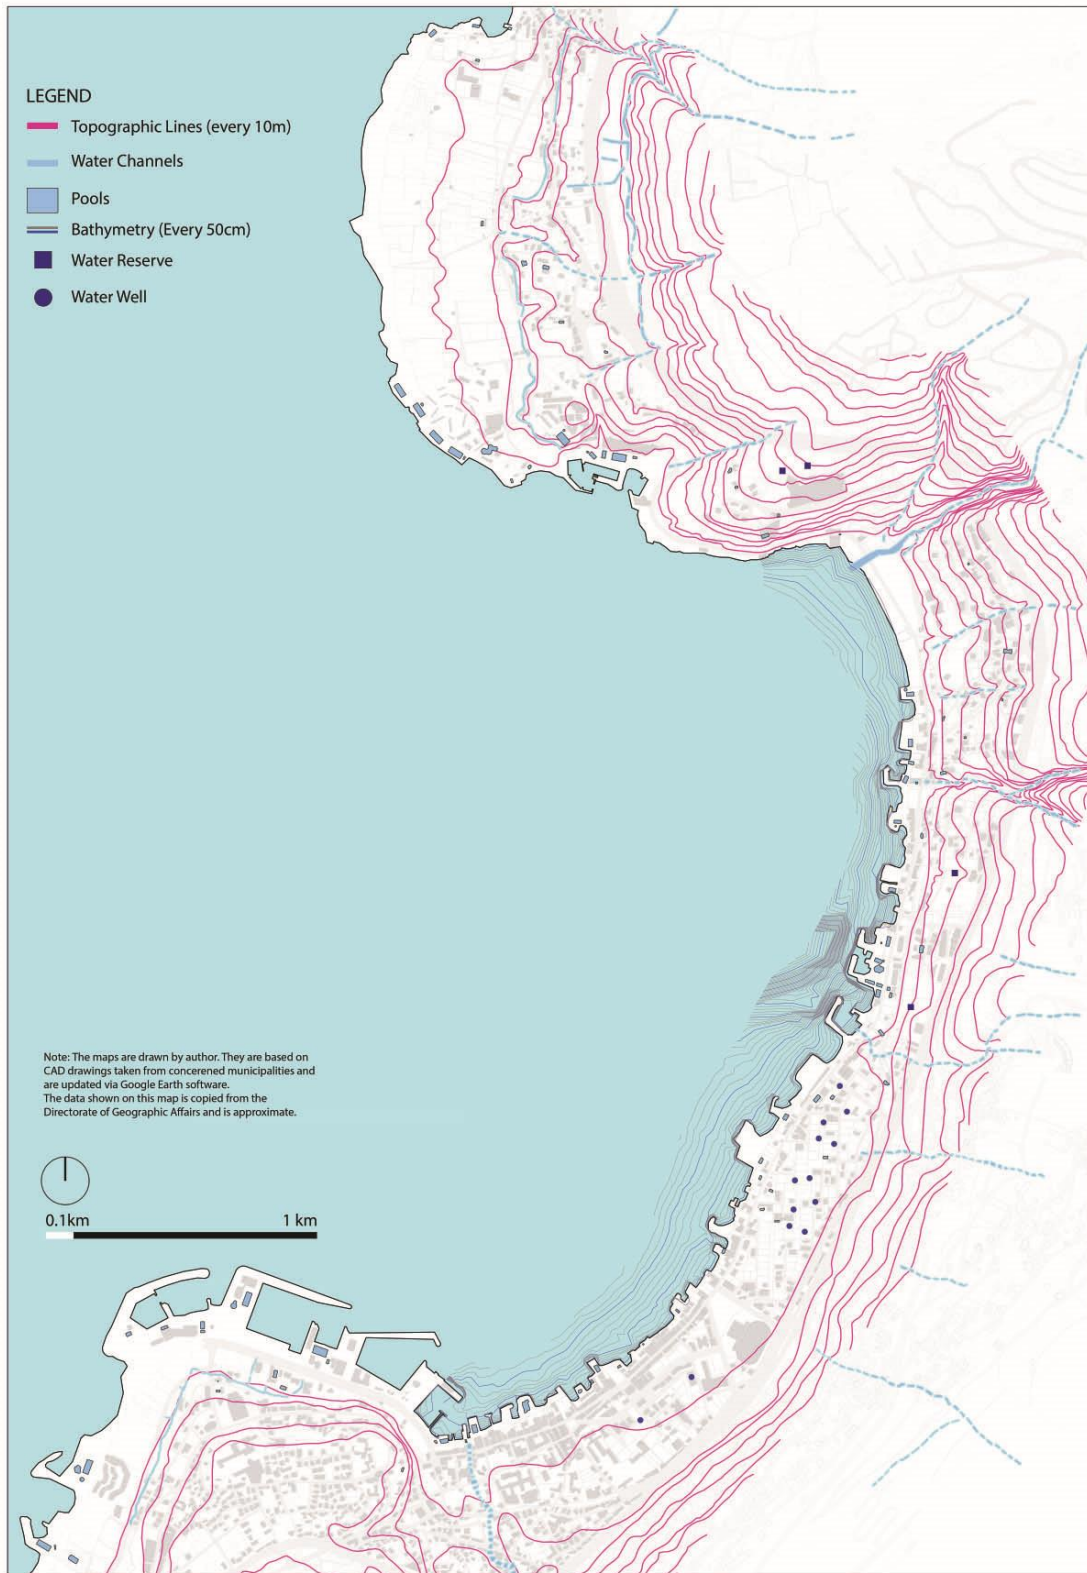 LEGEND
Topographic Lines (every 10m)
Water Channels
Pools
Bathymetry (Every 50cm)
Water Reserve
Water Well
Note: The maps are drawn by author. They are based on
CAD drawings taken from concerened municipalities and
are updated via Google Earth software.
The data shown on this map is copied from the
Directorate of Geographic Affairs and is approximate.
0.1km 1 km